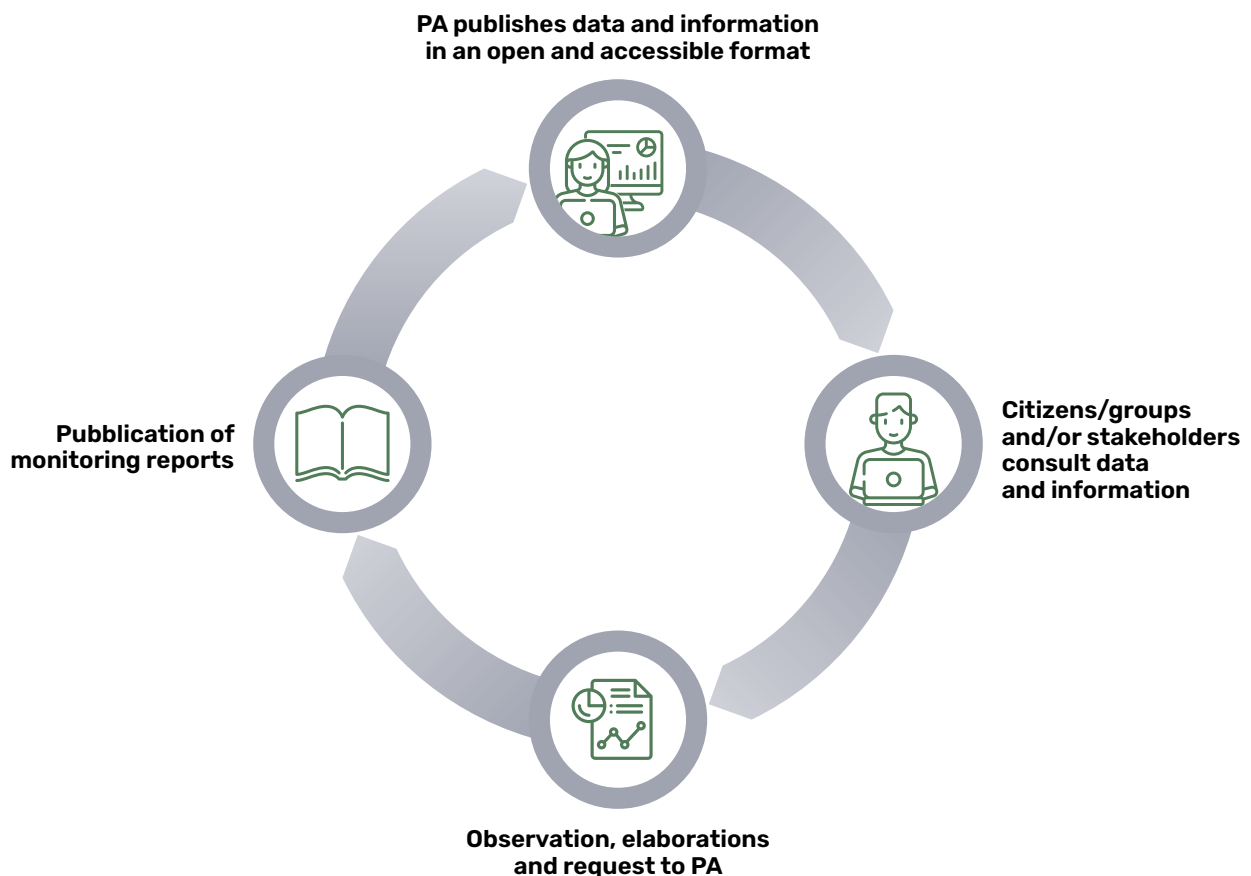 PA publishes data and information
in an open and accessible format
Citizens/groups
and/or stakeholders
consult data
and information
Observation, elaborations
and request to PA
Pubblication of
monitoring reports